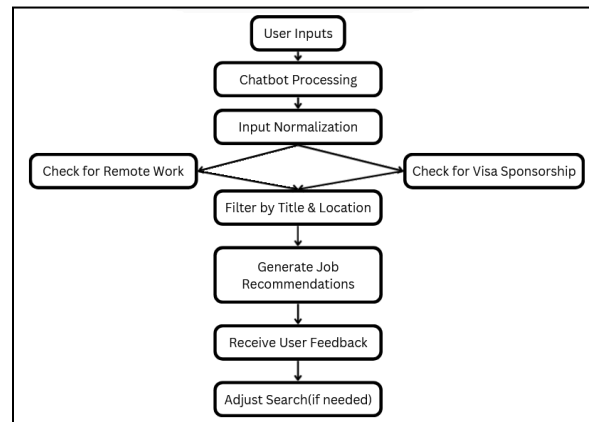 User Inputs
Chatbot Processing
Input Normalization
Check for Remote Work
Check for Visa Sponsorship
Filter by Title & Location
Generate Job
Recommendations
Receive User Feedback
Adjust Search(if needed)